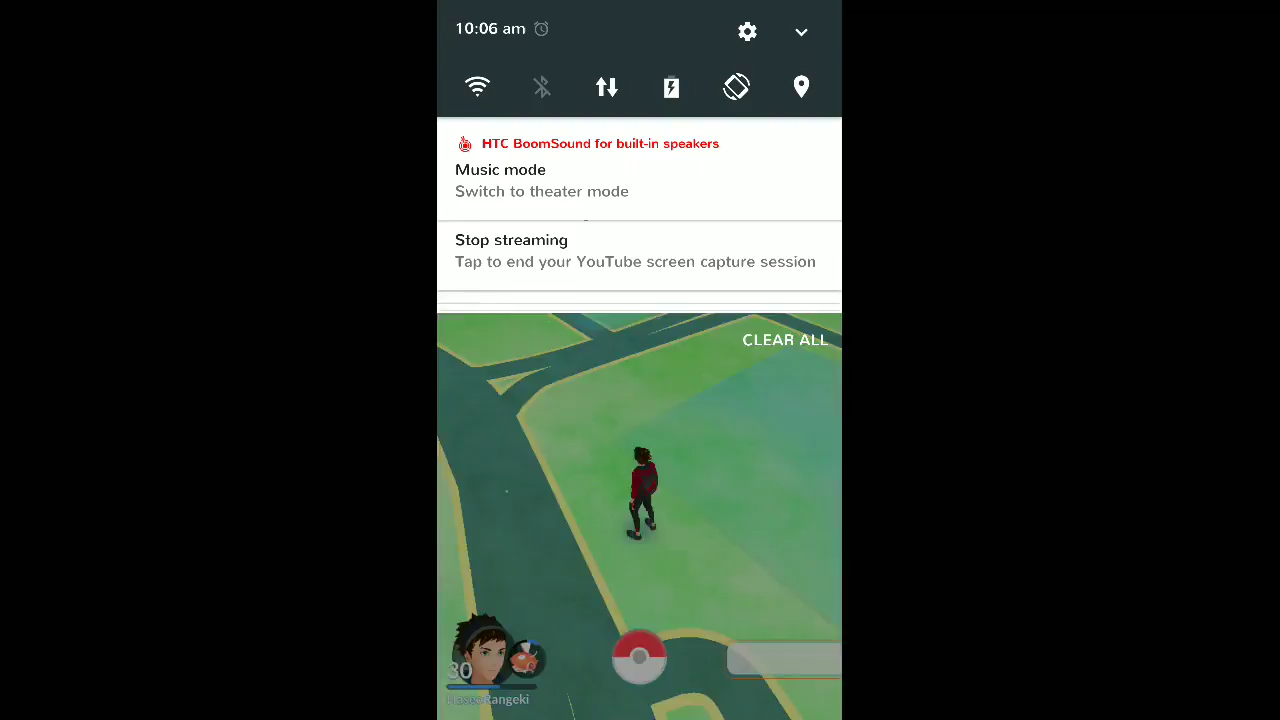 10:06 am
HTC BoomSound for built-in speakers
Music mode
Switch to theater mode
Stop streaming
Tap to end your YouTube screen capture session
CLEAR ALL
30
HaseoRangeki